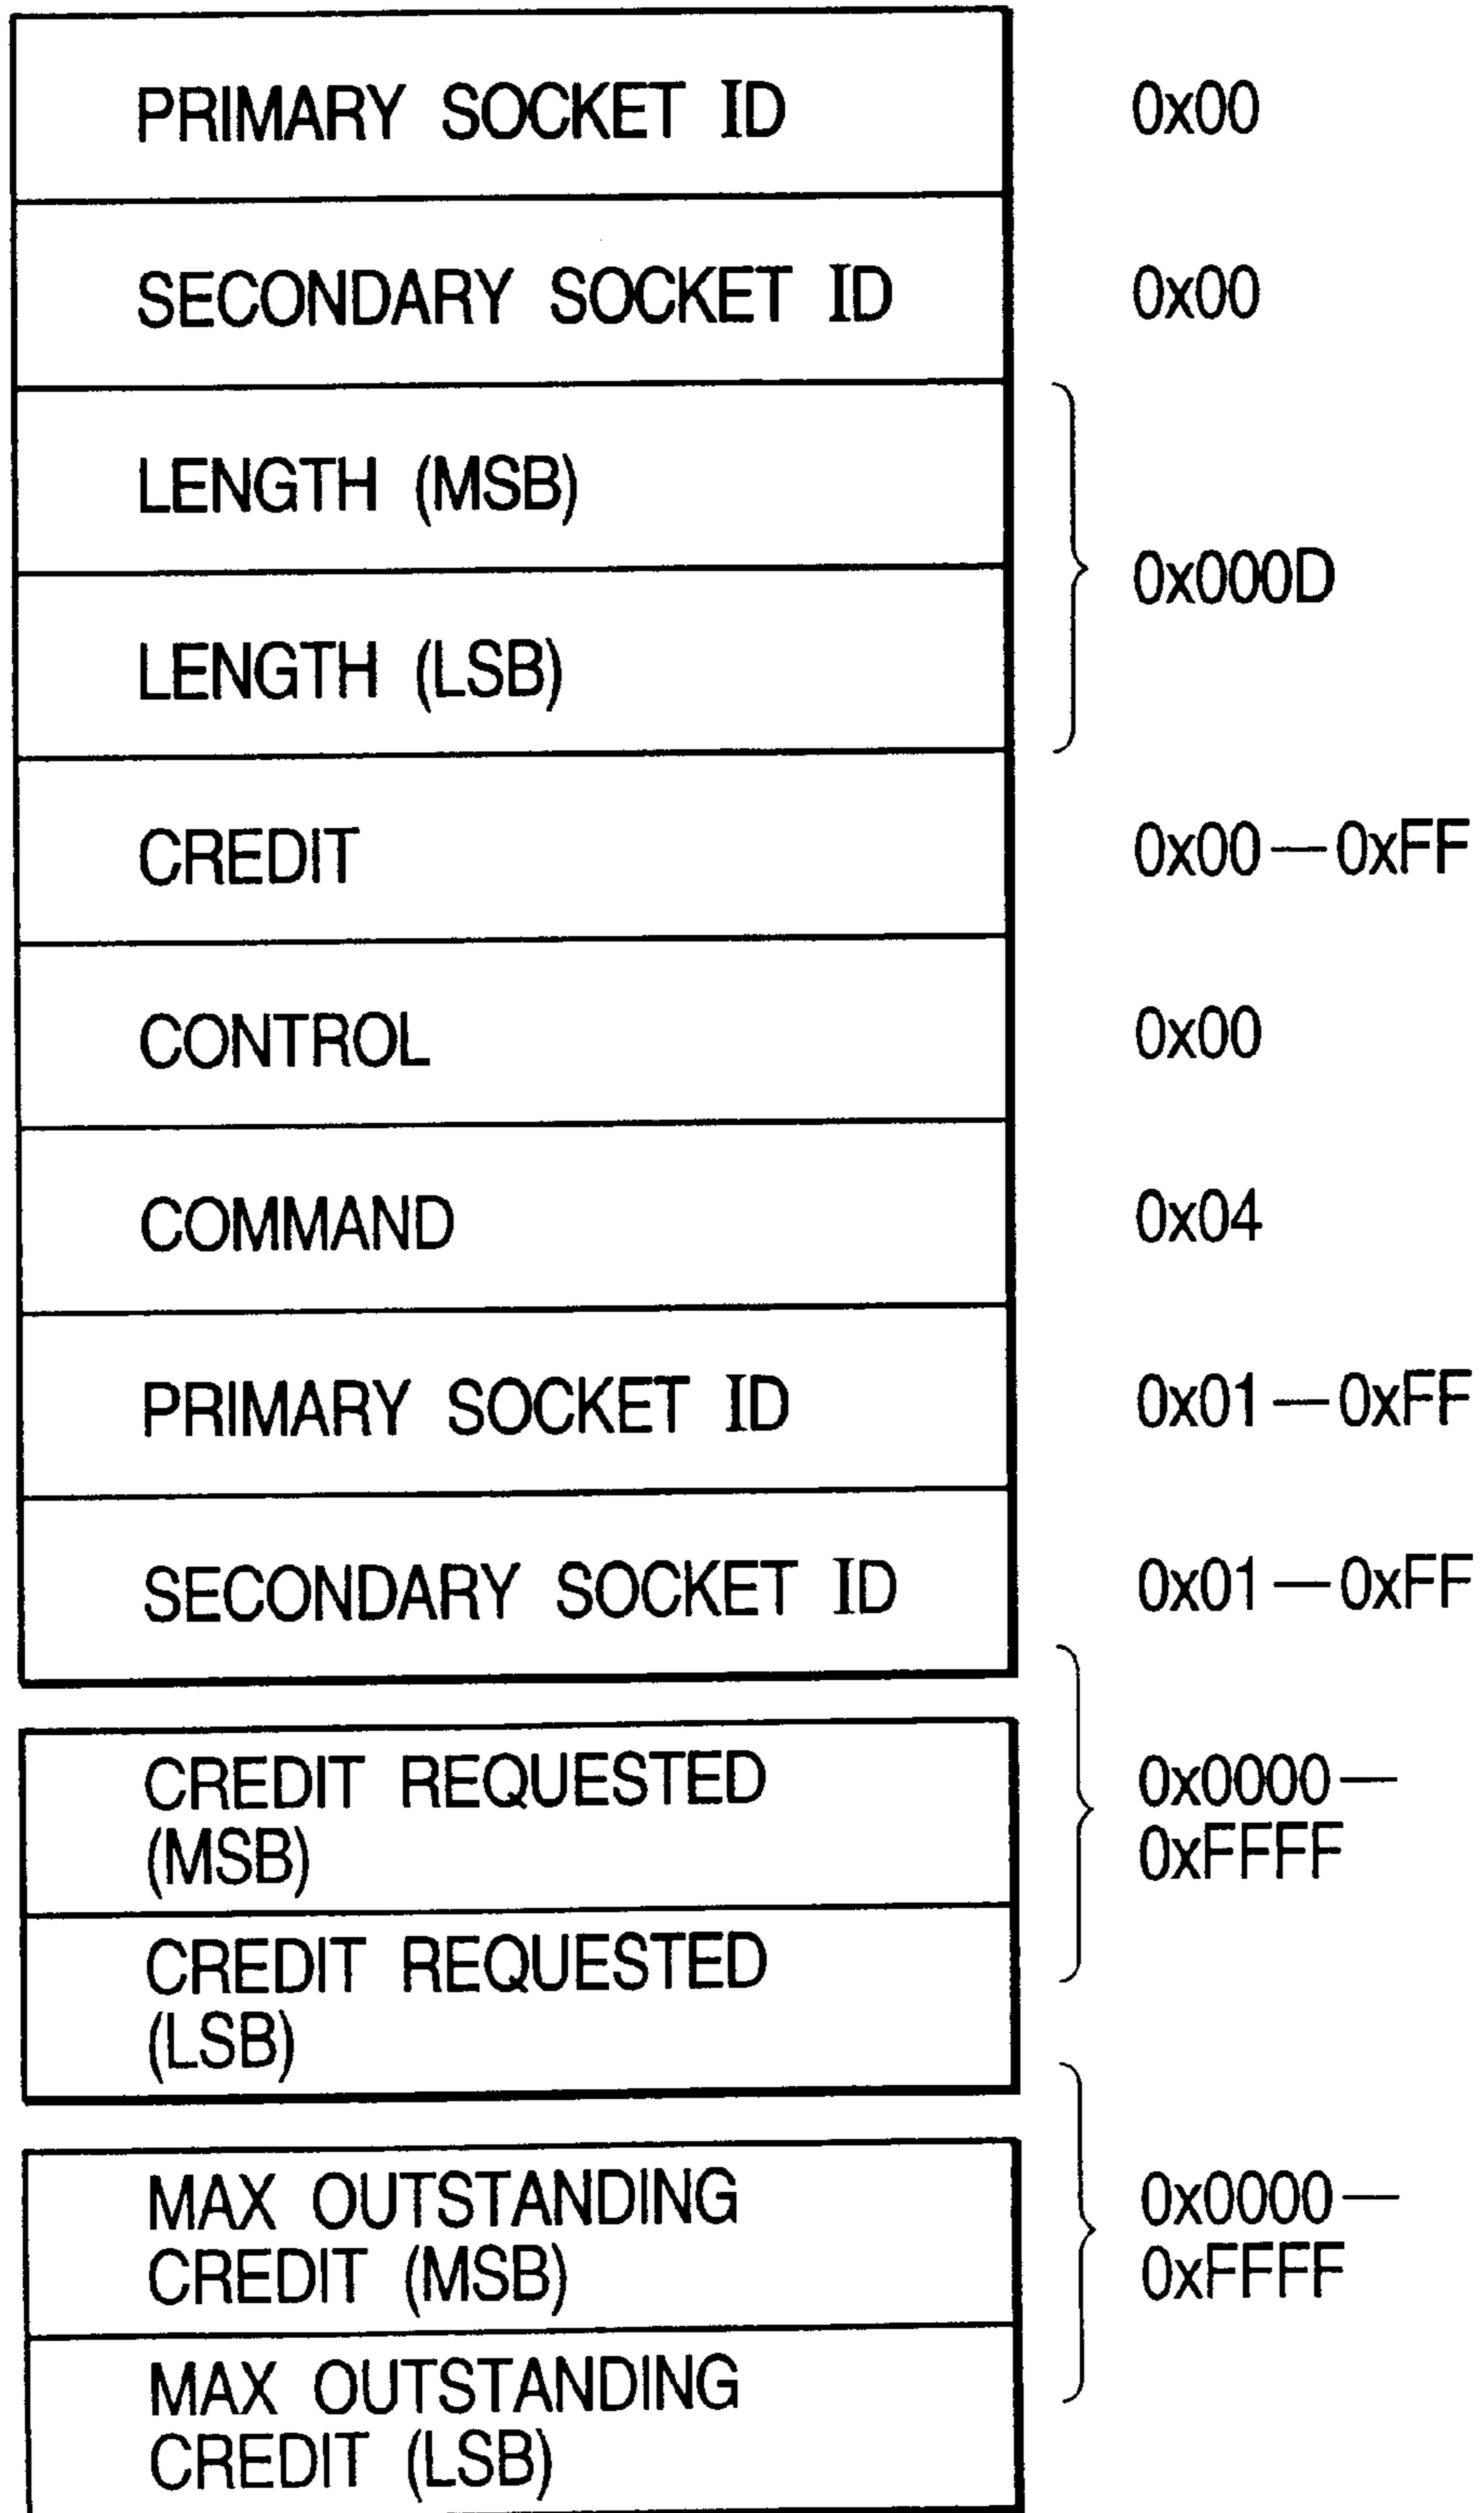 PRIMARY SOCKET ID 0x00
SECONDARY SOCKET ID 0x00
LENGTH (MSB)
0x000D
LENGTH (LSB)
CREDIT 0x00—0xFF
CONTROL 0x00
COMMAND 0x04
PRIMARY SOCKET ID 0x01—0xFF
SECONDARY SOCKET ID 0x01—0xFF
CREDIT REQUESTED 0x0000—
(MSB) 0xFFFF
CREDIT REQUESTED
(LSB)
MAX OUTSTANDING 0x0000—
CREDIT (MSB) 0xFFFF
MAX OUTSTANDING
CREDIT (LSB)